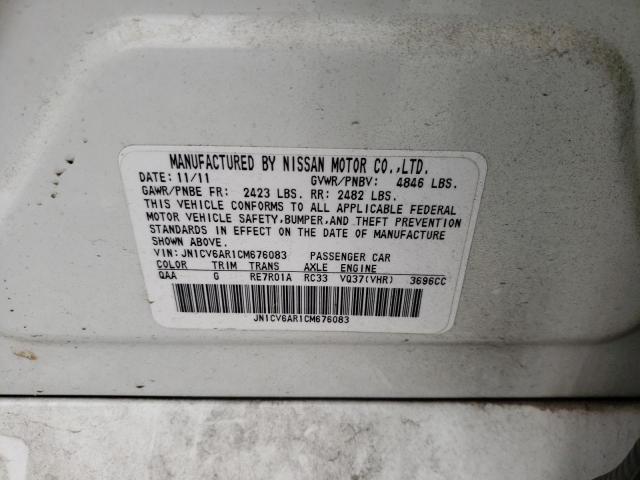 MANUFACTURED BY NISSAN MOTOR CO.,LTD.
DATE: 11/11 GVWR/PNBV: 4846 LBS.
GAWR/PNBE FR: 2423 LBS. RR: 2482 LBS.
THIS VEHICLE CONFORMS TO ALL APPLICABLE FEDERAL
MOTOR VEHICLE SAFETY,BUMPER,AND THEFT PREVENTION
STANDARDS IN EFFECT ON THE DATE OF MANUFACTURE
SHOWN ABOVE.
VIN: JN1CV6AR1CM676083 PASSENGER CAR
COLOR TRIM TRANS AXLE ENGINE
QAA G RE7R01A RC33 VQ37(VHR) 3696CC
JN1CV6AR1CM676083